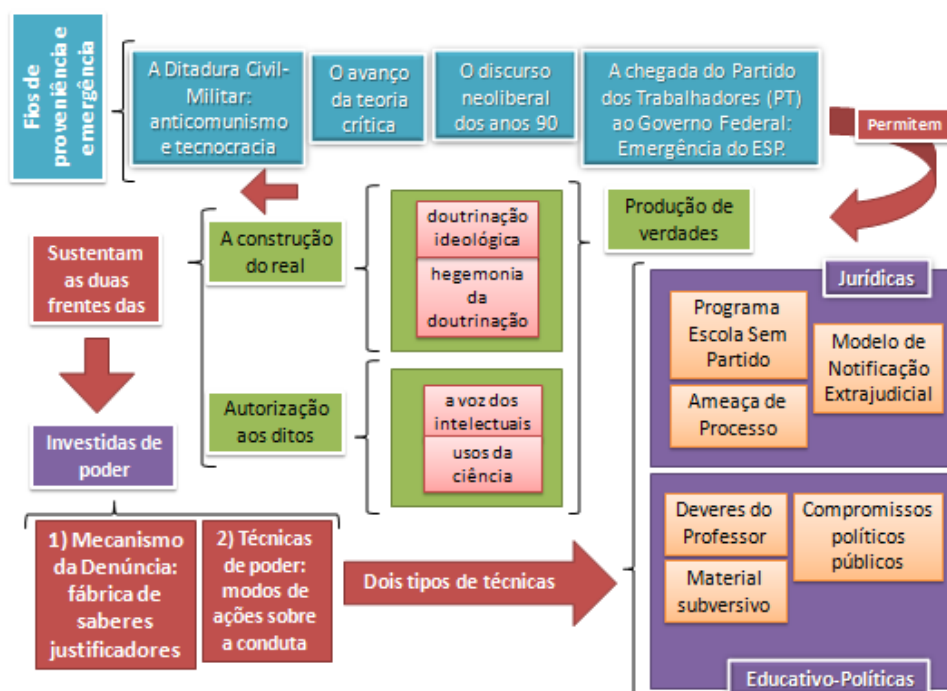 Fios de
proveniência e
emergência
A Ditadura Civil-
Militar:
anticomunismo
e tecnocracia
O avanço
da teoria
crítica
O discurso
neoliberal
dos anos 90
A chegada do Partido
dos Trabalhadores (PT)
ao Governo Federal:
Emergência do ESP.
Permitem
Produção de
verdades
doutrinação
ideológica
hegemonia
da
doutrinação
A construção
do real
a voz dos
intelectuais
usos da
ciência
Autorização
aos ditos
Sustentam
as duas
frentes das
Investidas de
poder
1) Mecanismo
da Denúncia:
fábrica de
saberes
justificadores
2) Técnicas
de poder:
modos de
ações sobre
a conduta
Dois tipos de técnicas
Jurídicas
Programa
Escola Sem
Partido
Modelo de
Notificação
Extrajudicial
Ameaça de
Processo
Deveres do
Professor
Compromissos
políticos
públicos
Material
subversivo
Educativo-Políticas